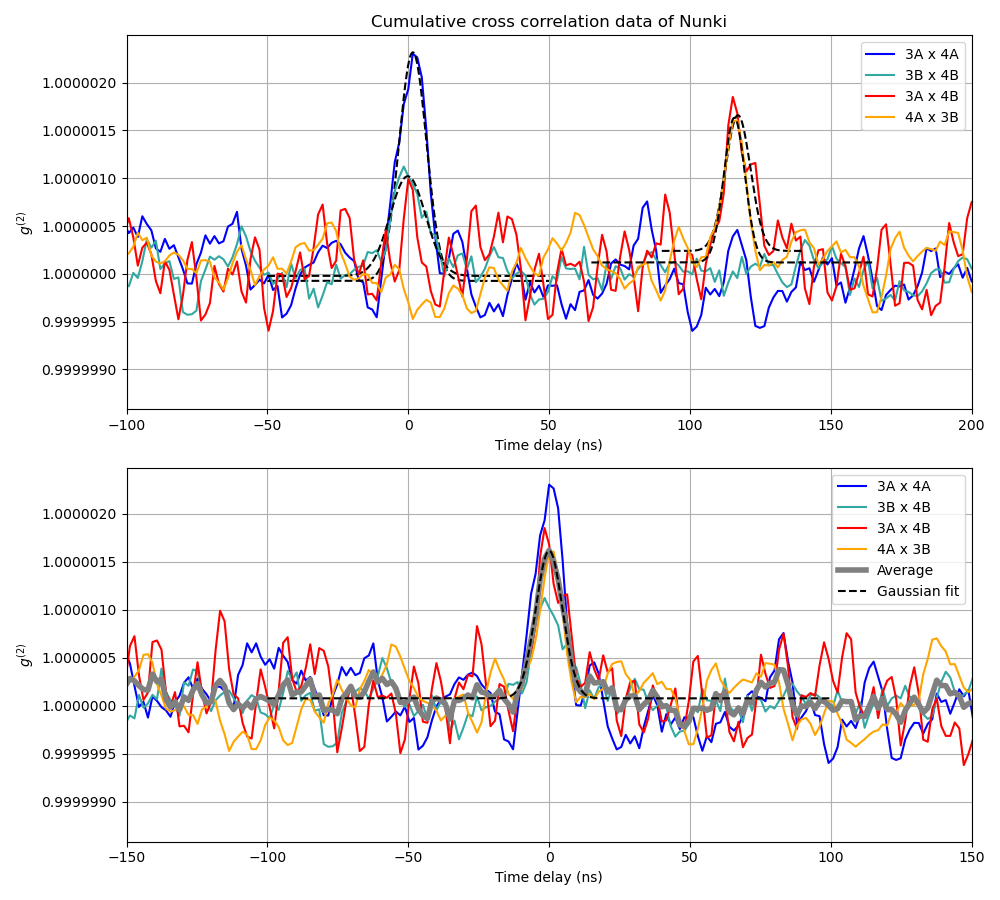 Cumulative cross correlation data of Nunki
1.0000020
1.0000015
1.0000010
1.0000005
1.0000000
0.9999995
0.9999990
g⁽²⁾
3A x 4A
3B x 4B
3A x 4B
4A x 3B
−100 −50 0 50 100 150 200
Time delay (ns)
1.0000020
1.0000015
1.0000010
1.0000005
1.0000000
0.9999995
0.9999990
g⁽²⁾
3A x 4A
3B x 4B
3A x 4B
4A x 3B
Average
Gaussian fit
−150 −100 −50 0 50 100 150
Time delay (ns)